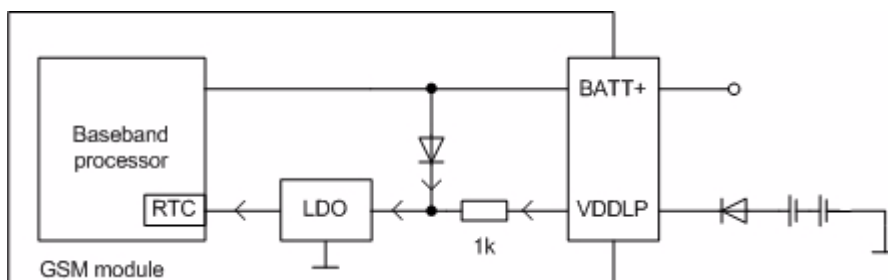 BATT+
Baseband
processor
RTC
LDO
VDDLP
1k
GSM module